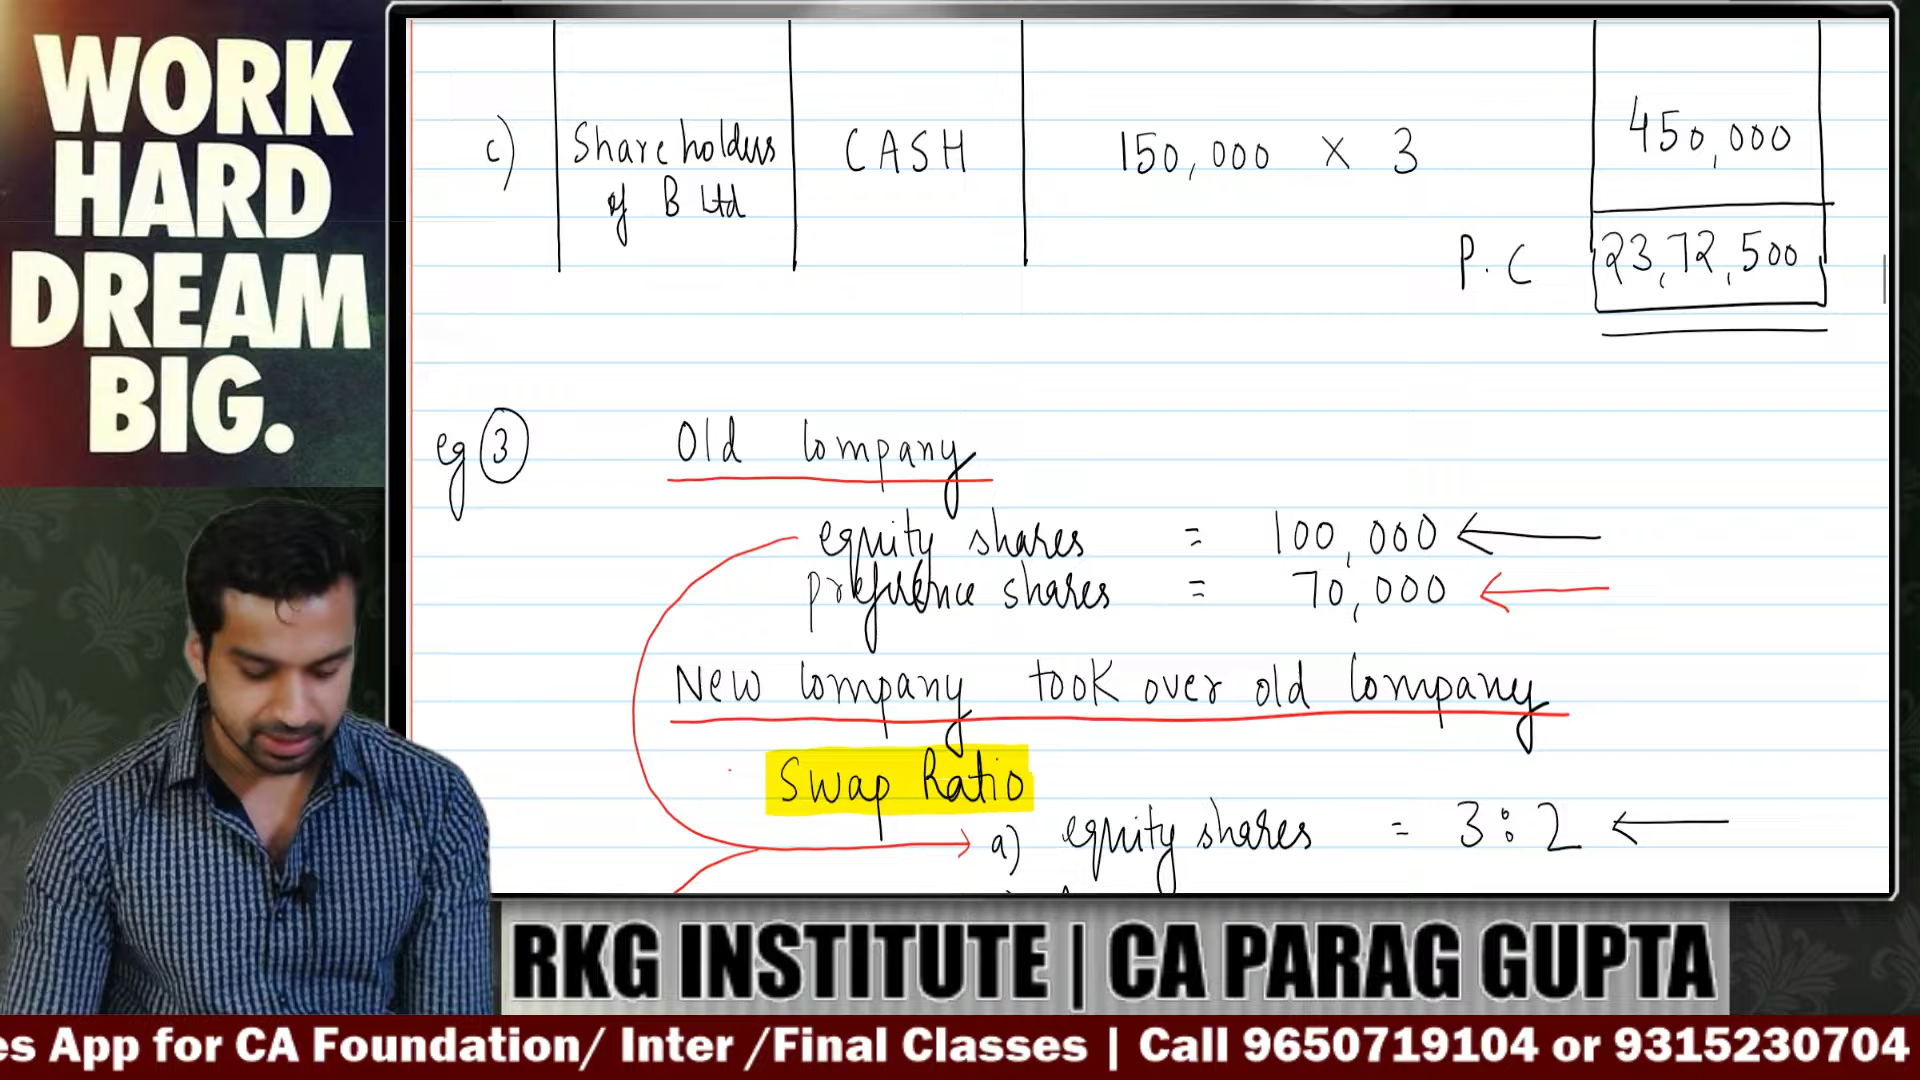 WORK
HARD
DREAM
BIG.
c) Shareholders of B Ltd CASH 150,000 × 3 450,000
P.C 23,72,500
eg ③ Old Company
equity shares = 100,000
preference shares = 70,000
New Company took over old Company
Swap Ratio
a) equity shares = 3:2
RKG INSTITUTE | CA PARAG GUPTA
es App for CA Foundation/ Inter /Final Classes | Call 9650719104 or 9315230704